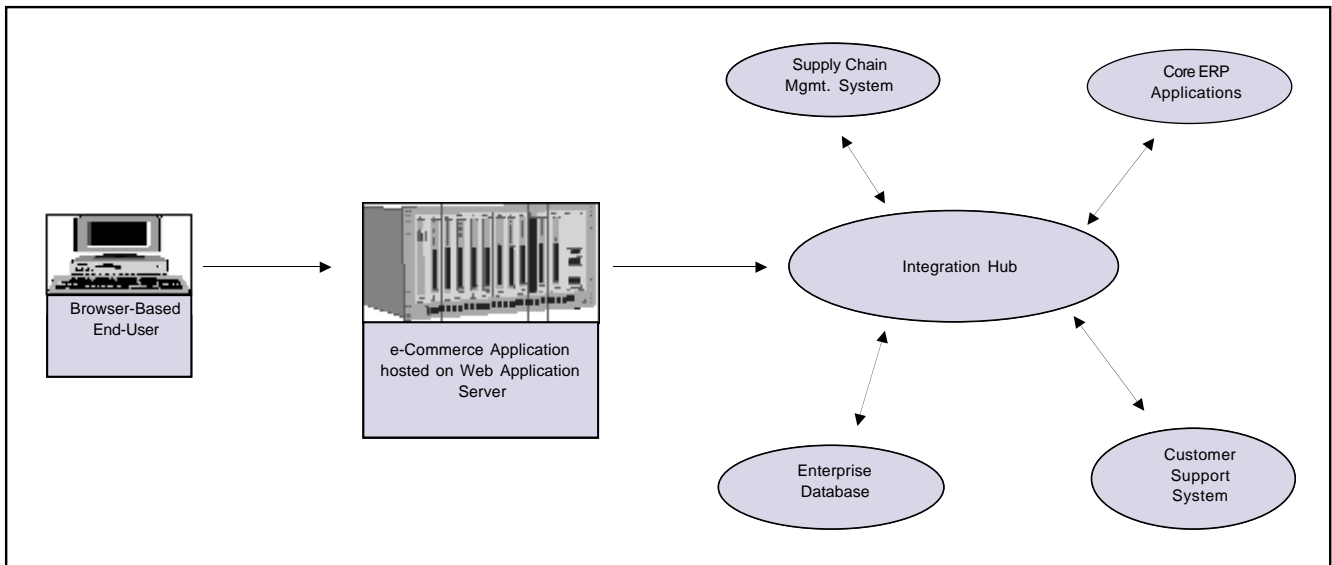 Supply Chain
Mgmt. System
Core ERP
Applications
Browser-Based
End-User
e-Commerce Application
hosted on Web Application
Server
Integration Hub
Enterprise
Database
Customer
Support
System